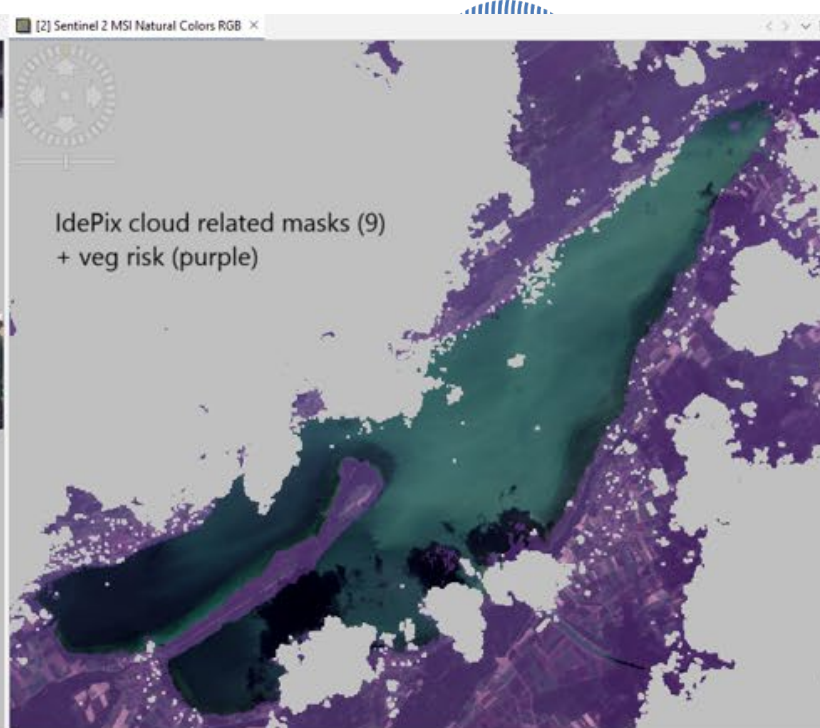 [2] Sentinel 2 MSI Natural Colors RGB ×
IdePix cloud related masks (9)
+ veg risk (purple)